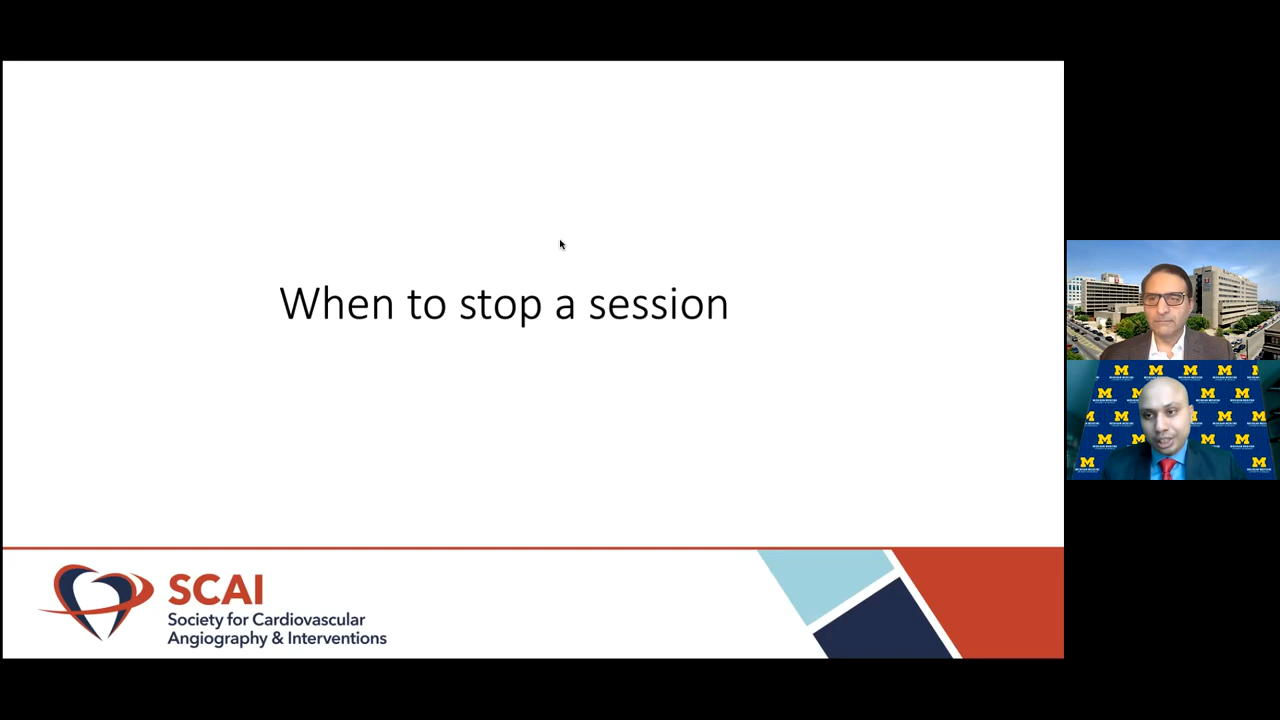 When to stop a session
SCAI
Society for Cardiovascular
Angiography & Interventions